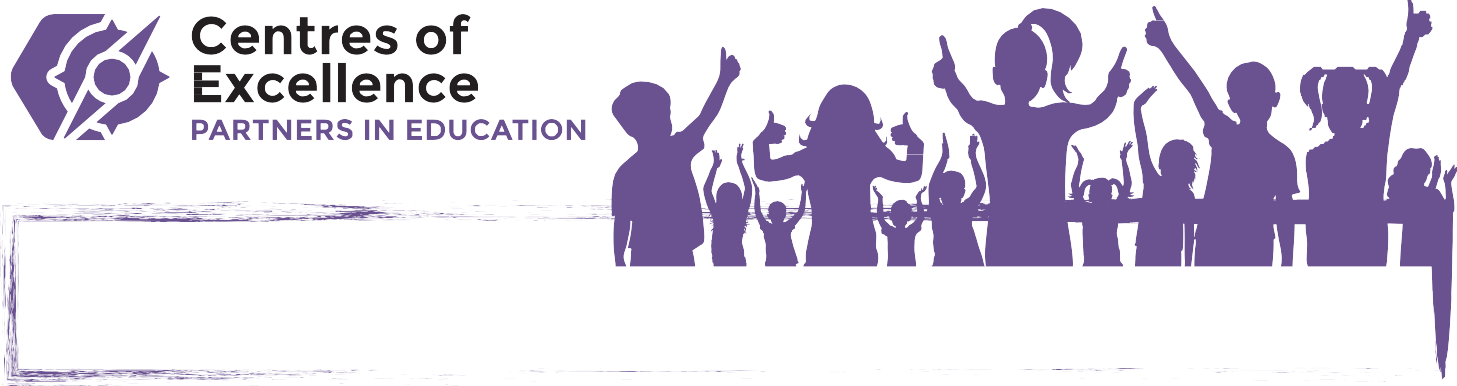 Centres of
Excellence
PARTNERS IN EDUCATION